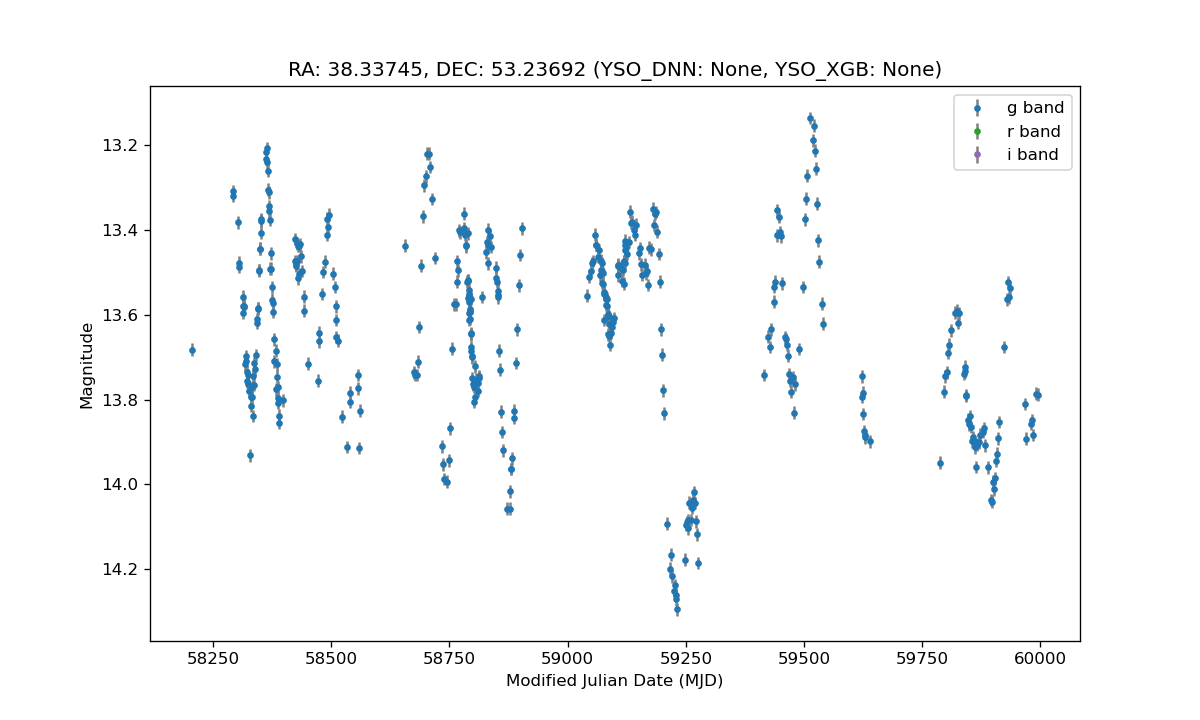 RA: 38.33745, DEC: 53.23692 (YSO_DNN: None, YSO_XGB: None)
g band
r band
i band
13.2
13.4
13.6
13.8
14.0
14.2
Magnitude
58250 58500 58750 59000 59250 59500 59750 60000
Modified Julian Date (MJD)